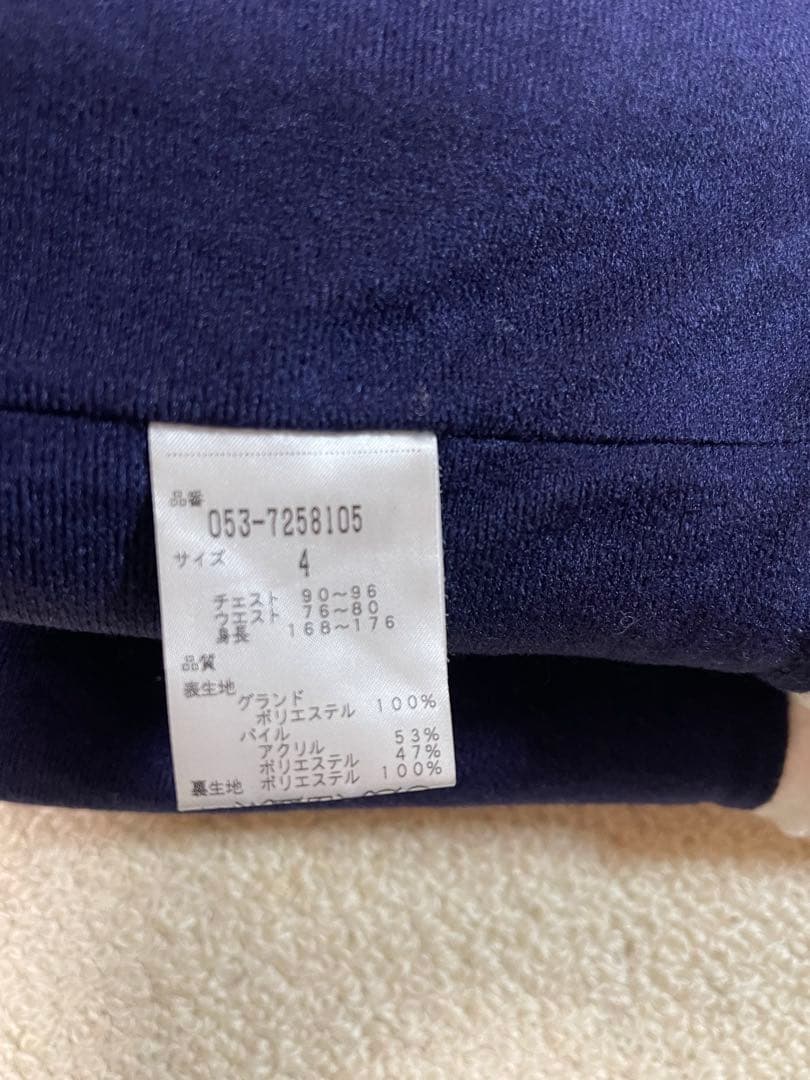 品番
053-7258105
サイズ 4
チェスト 90～96
ウエスト 76～80
身長 168～176
品質
表生地
グランド
ポリエステル 100%
パイル
アクリル 53%
ポリエステル 47%
裏生地 ポリエステル 100%